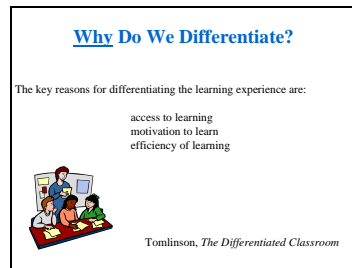 Why Do We Differentiate?
The key reasons for differentiating the learning experience are:
access to learning
motivation to learn
efficiency of learning
Tomlinson, The Differentiated Classroom